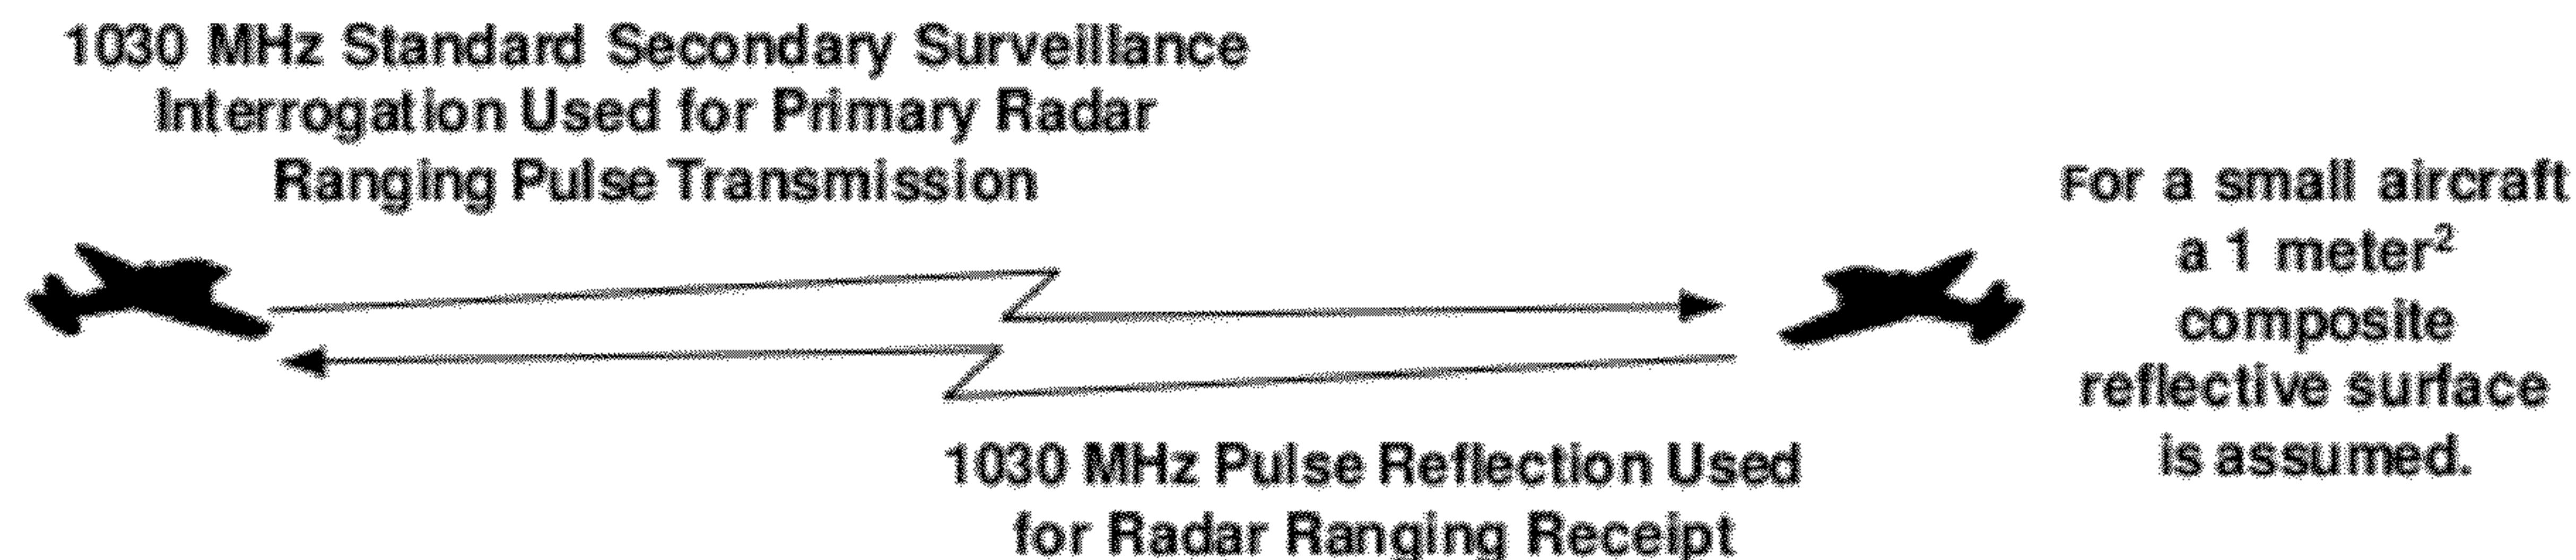 1030 MHz Standard Secondary Surveillance
Interrogation Used for Primary Radar
Ranging Pulse Transmission
For a small aircraft
a 1 meter²
composite
reflective surface
is assumed.
1030 MHz Pulse Reflection Used
for Radar Ranging Receipt